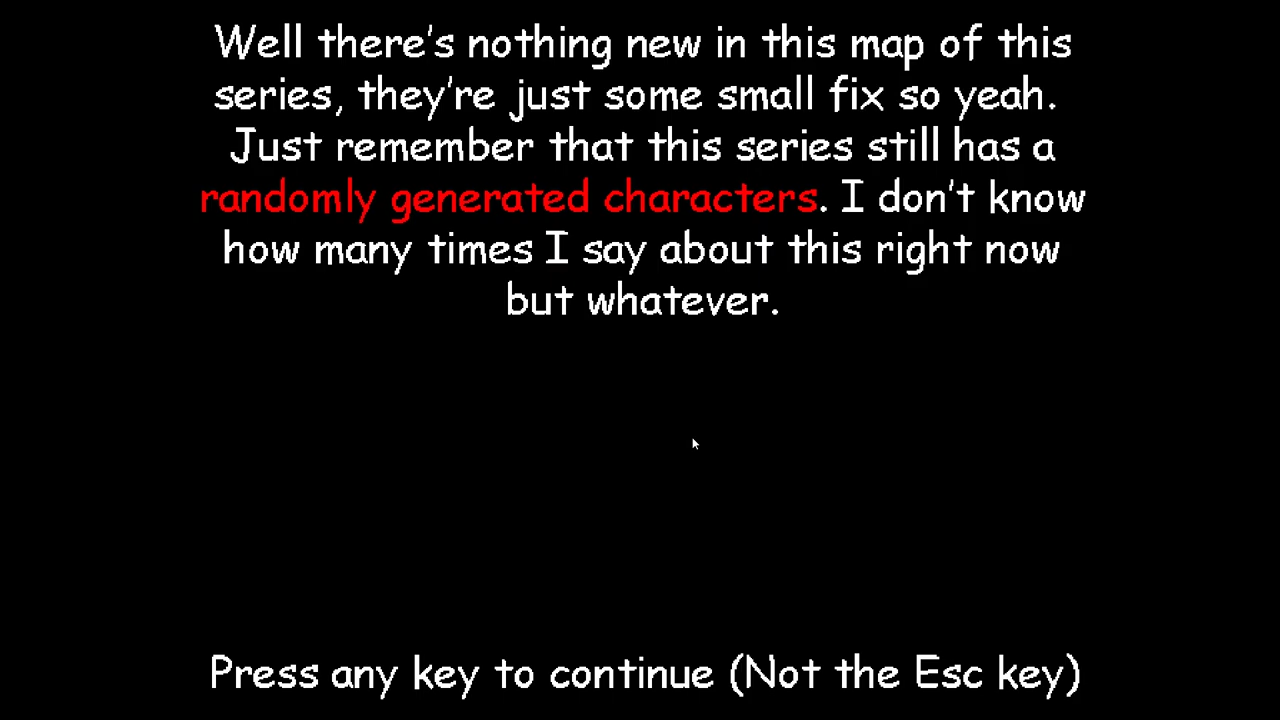 Well there's nothing new in this map of this
series, they're just some small fix so yeah.
Just remember that this series still has a
randomly generated characters. I don't know
how many times I say about this right now
but whatever.
Press any key to continue (Not the Esc key)